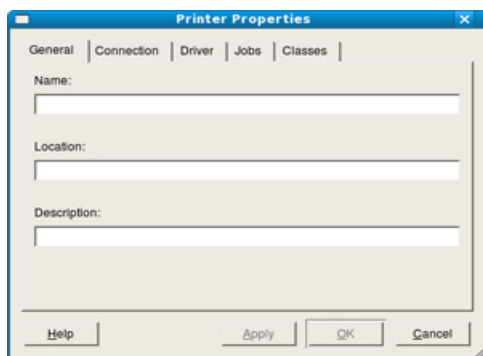 Printer Properties
General Connection Driver Jobs Classes
Name:
Location:
Description:
Help Apply OK Cancel